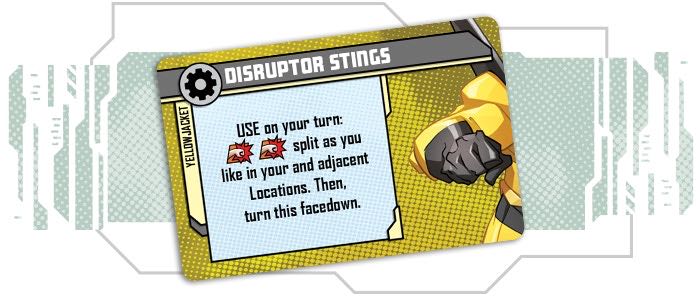 DISRUPTOR STINGS
YELLOWJACKET
USE on your turn:
split as you
like in your and adjacent
Locations. Then,
turn this facedown.